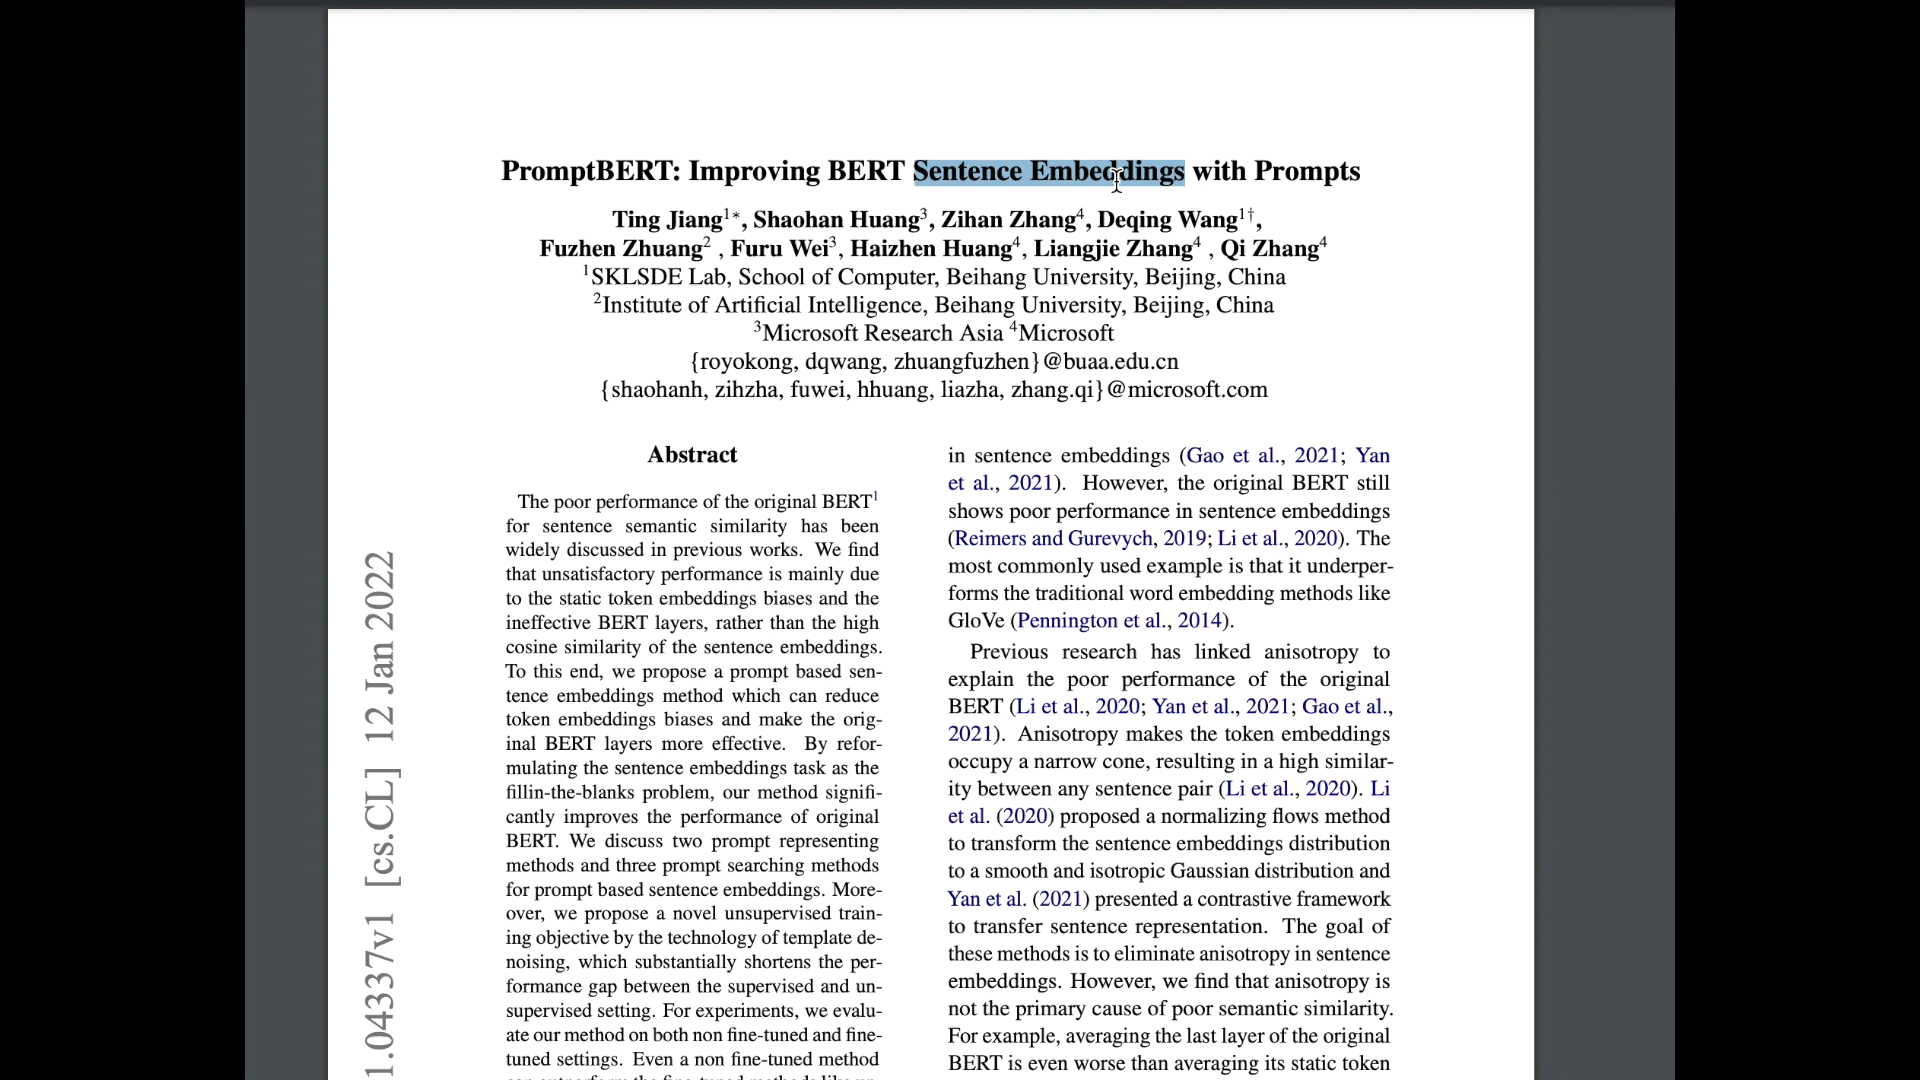 PromptBERT: Improving BERT Sentence Embeddings with Prompts
Ting Jiang1*, Shaohan Huang3, Zihan Zhang4, Deqing Wang1†,
Fuzhen Zhuang2 , Furu Wei3, Haizhen Huang4, Liangjie Zhang4 , Qi Zhang4
1SKLSDE Lab, School of Computer, Beihang University, Beijing, China
2Institute of Artificial Intelligence, Beihang University, Beijing, China
3Microsoft Research Asia 4Microsoft
{royokong, dqwang, zhuangfuzhen}@buaa.edu.cn
{shaohanh, zihzha, fuwei, hhuang, liazha, zhang.qi}@microsoft.com
Abstract
The poor performance of the original BERT1
for sentence semantic similarity has been
widely discussed in previous works. We find
that unsatisfactory performance is mainly due
to the static token embeddings biases and the
ineffective BERT layers, rather than the high
cosine similarity of the sentence embeddings.
To this end, we propose a prompt based sen-
tence embeddings method which can reduce
token embeddings biases and make the orig-
inal BERT layers more effective. By refor-
mulating the sentence embeddings task as the
fillin-the-blanks problem, our method signifi-
cantly improves the performance of original
BERT. We discuss two prompt representing
methods and three prompt searching methods
for prompt based sentence embeddings. More-
over, we propose a novel unsupervised train-
ing objective by the technology of template de-
noising, which substantially shortens the per-
formance gap between the supervised and un-
supervised setting. For experiments, we evalu-
ate our method on both non fine-tuned and fine-
tuned settings. Even a non fine-tuned method
in sentence embeddings (Gao et al., 2021; Yan
et al., 2021). However, the original BERT still
shows poor performance in sentence embeddings
(Reimers and Gurevych, 2019; Li et al., 2020). The
most commonly used example is that it underper-
forms the traditional word embedding methods like
GloVe (Pennington et al., 2014).
Previous research has linked anisotropy to
explain the poor performance of the original
BERT (Li et al., 2020; Yan et al., 2021; Gao et al.,
2021). Anisotropy makes the token embeddings
occupy a narrow cone, resulting in a high similar-
ity between any sentence pair (Li et al., 2020). Li
et al. (2020) proposed a normalizing flows method
to transform the sentence embeddings distribution
to a smooth and isotropic Gaussian distribution and
Yan et al. (2021) presented a contrastive framework
to transfer sentence representation. The goal of
these methods is to eliminate anisotropy in sentence
embeddings. However, we find that anisotropy is
not the primary cause of poor semantic similarity.
For example, averaging the last layer of the original
BERT is even worse than averaging its static token
1.04337v1 [cs.CL] 12 Jan 2022